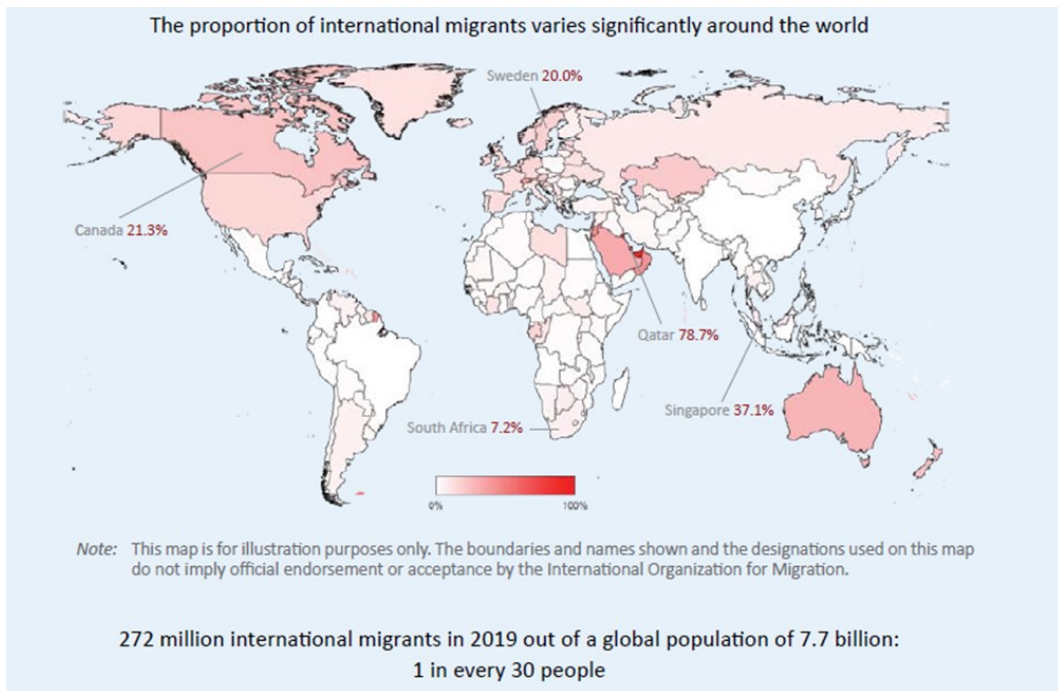 The proportion of international migrants varies significantly around the world
Sweden 20.0%
Canada 21.3%
Qatar 78.7%
Singapore 37.1%
South Africa 7.2%
0% 100%
Note: This map is for illustration purposes only. The boundaries and names shown and the designations used on this map
do not imply official endorsement or acceptance by the International Organization for Migration.
272 million international migrants in 2019 out of a global population of 7.7 billion:
1 in every 30 people